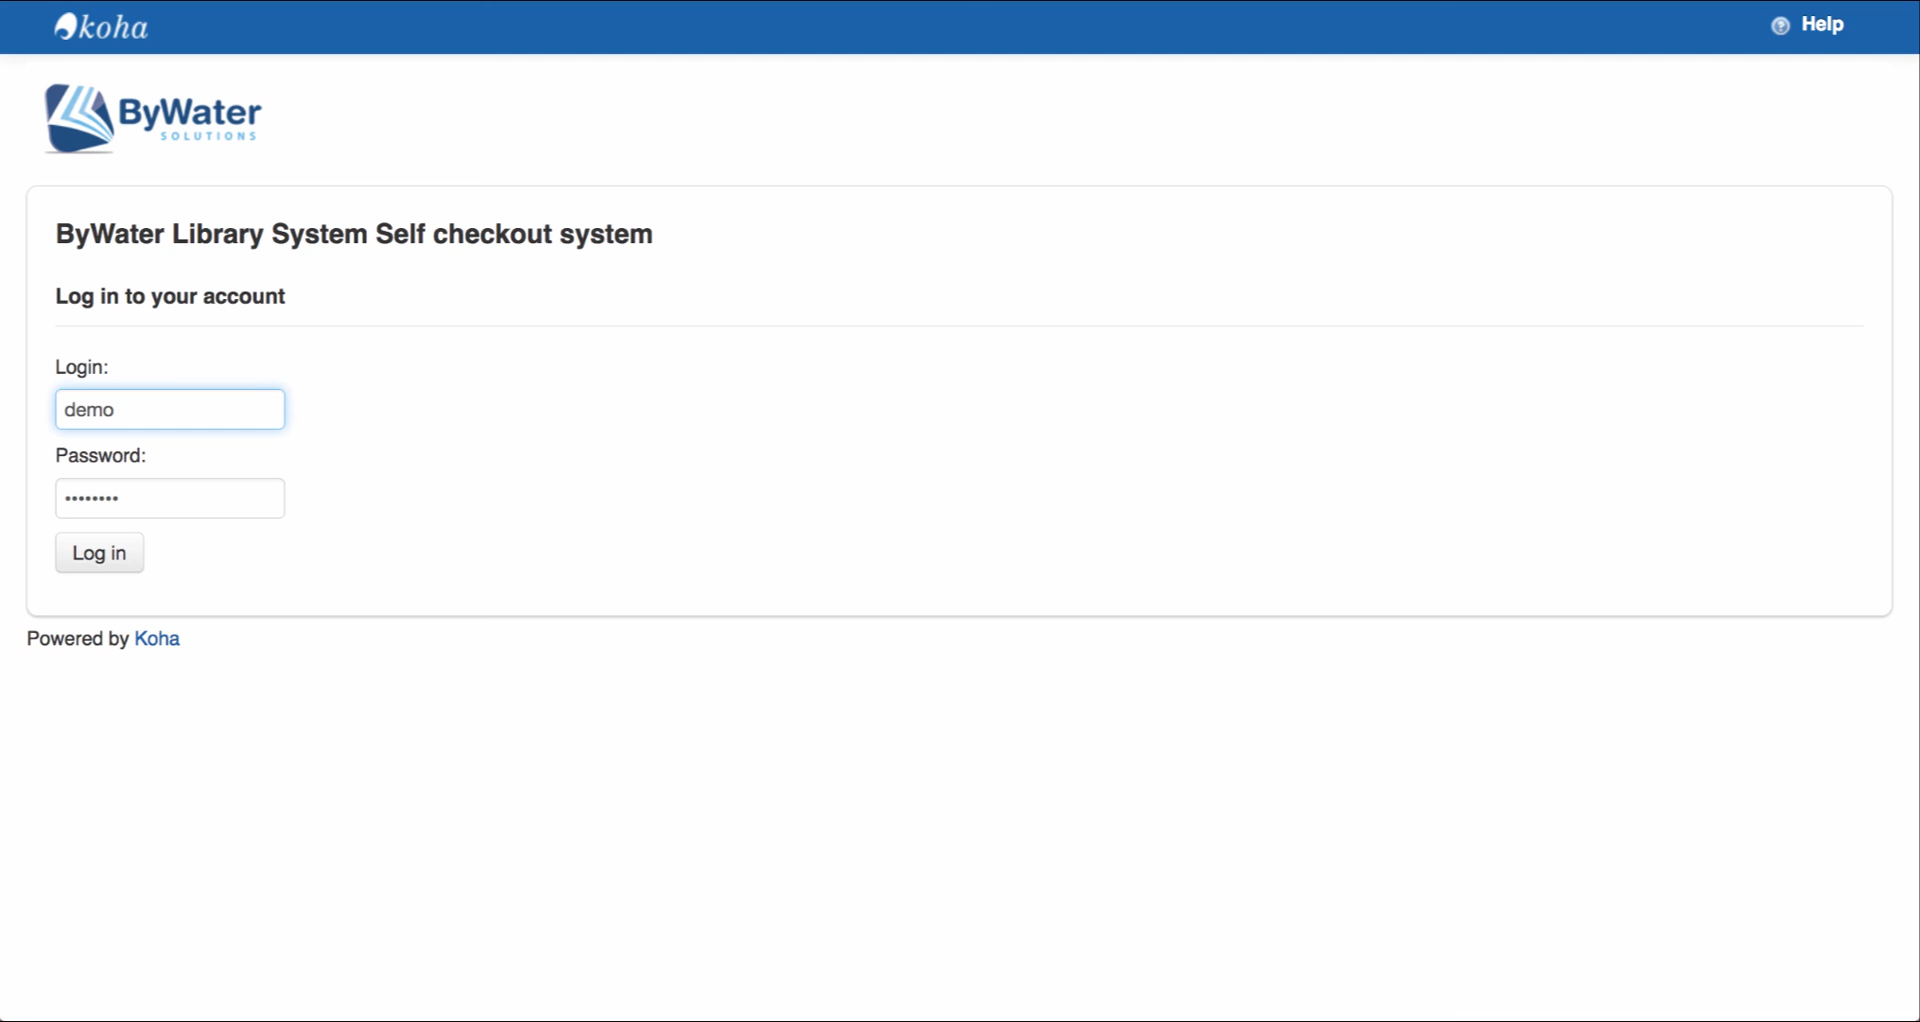 koha
Help
ByWater
SOLUTIONS
ByWater Library System Self checkout system
Log in to your account
Login:
demo
Password:
••••••••
Log in
Powered by Koha